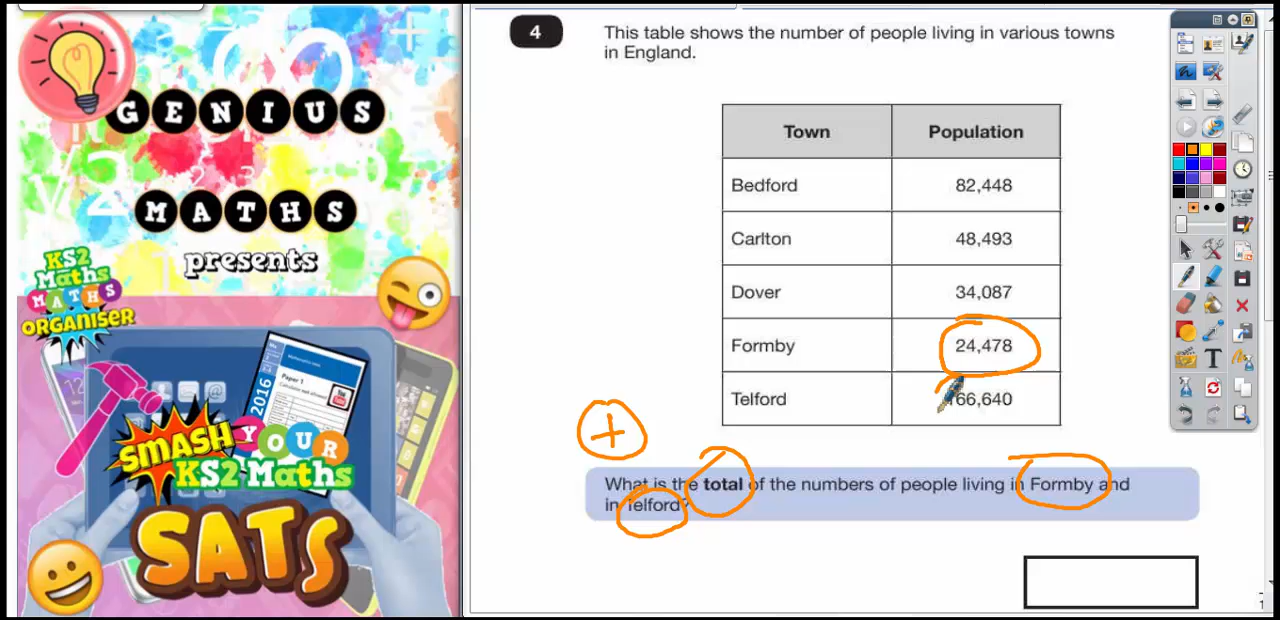 GENIUS
MATHS
presents
KS2
Maths
MATHS
ORGANISER
2016
Paper 1
SMASH YOUR
KS2 Maths
SATS
4
This table shows the number of people living in various towns
in England.
Town Population
Bedford 82,448
Carlton 48,493
Dover 34,087
Formby 24,478
Telford 166,640
+
What is the total of the numbers of people living in Formby and
in Telford?